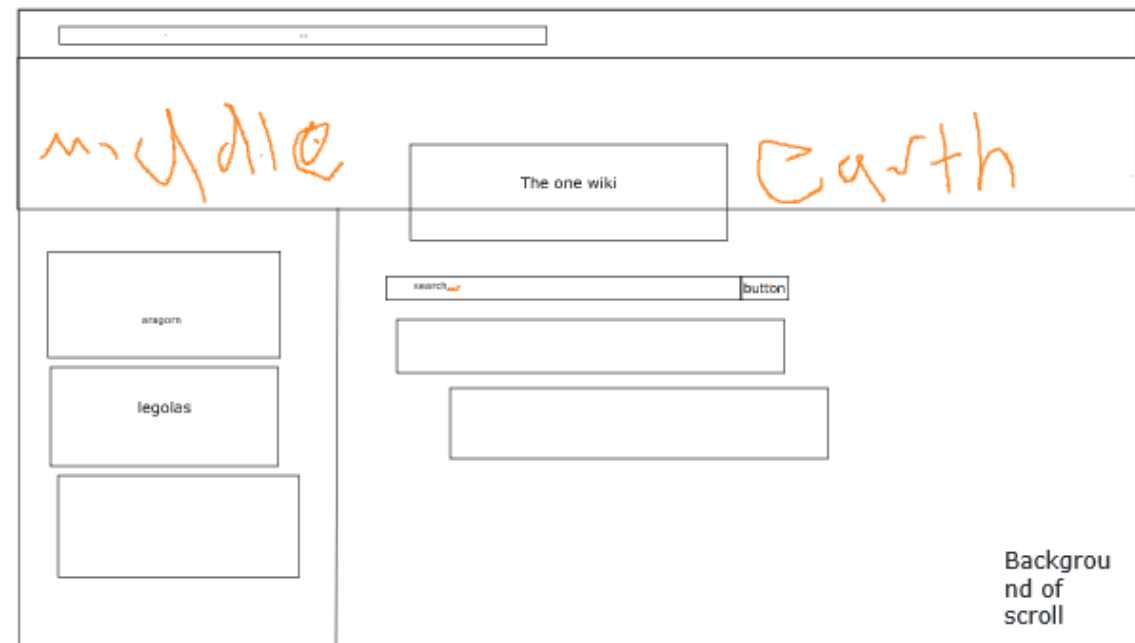 middle earth
The one wiki
search
button
aragorn
legolas
Backgrou
nd of
scroll